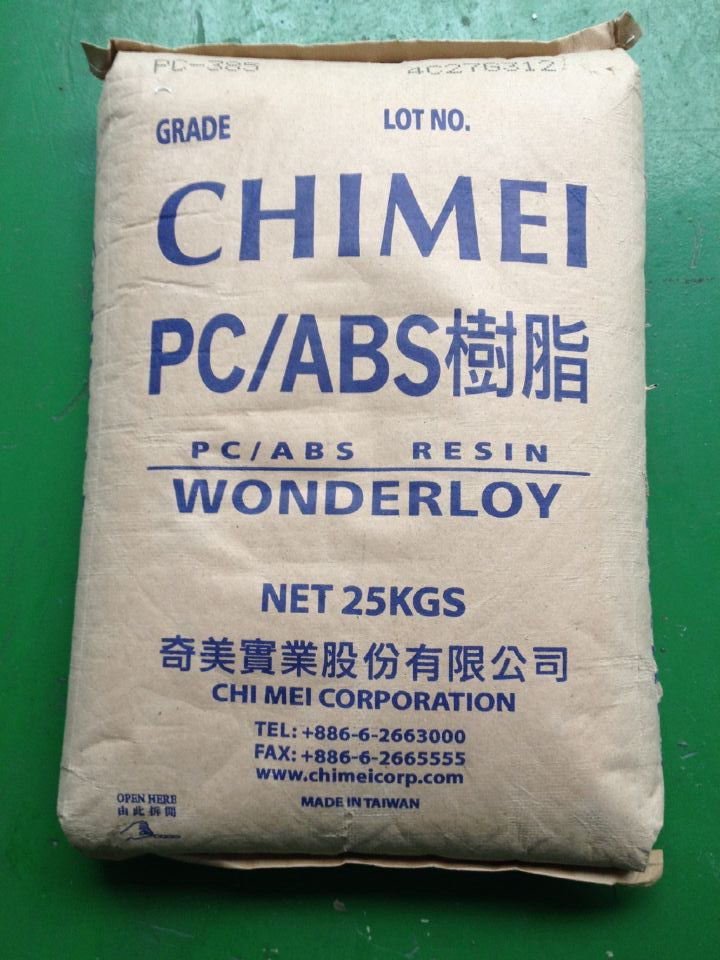 PC-385 4C27G312
GRADE LOT NO.
CHIMEI
PC/ABS樹脂
PC/ABS RESIN
WONDERLOY
NET 25KGS
奇美實業股份有限公司
CHI MEI CORPORATION
TEL: +886-6-2663000
FAX: +886-6-2665555
www.chimeicorp.com
MADE IN TAIWAN
OPEN HERE
由此拆開